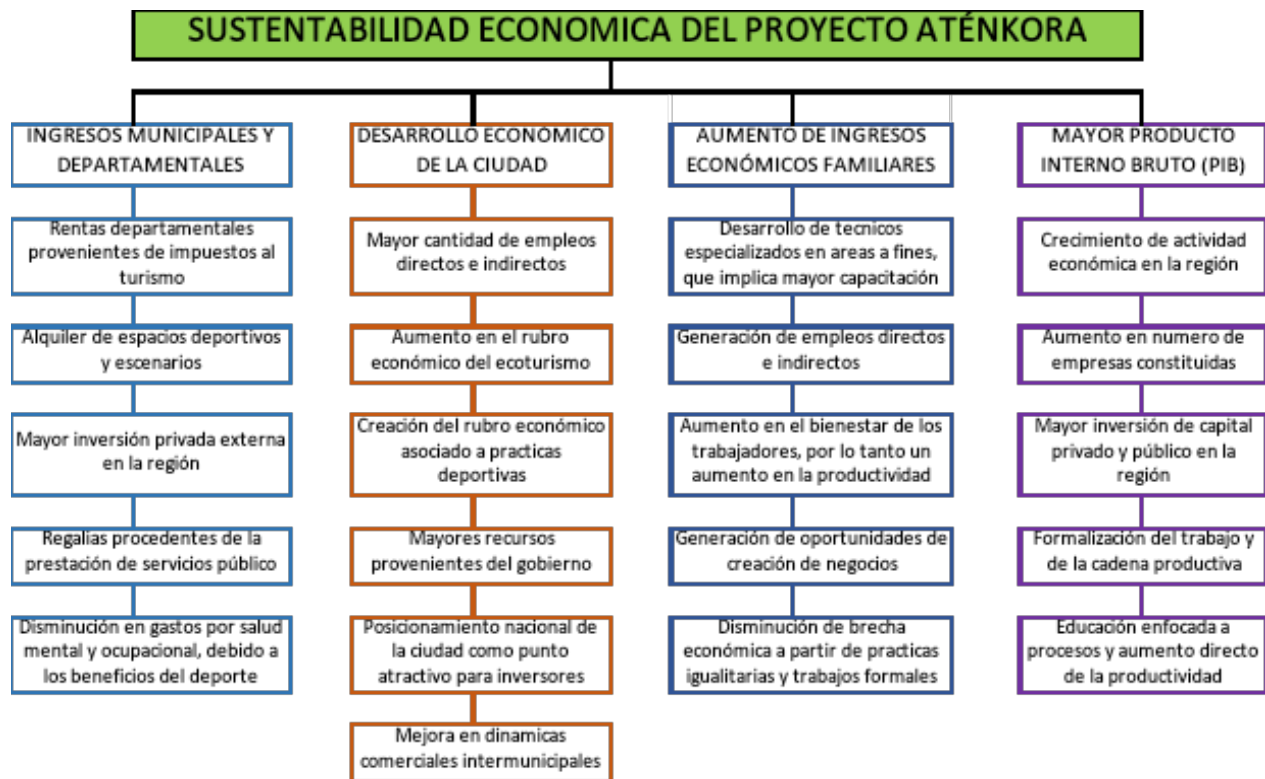 SUSTENTABILIDAD ECONOMICA DEL PROYECTO ATÉNKORA
INGRESOS MUNICIPALES Y
DEPARTAMENTALES
Rentas departamentales
provenientes de impuestos al
turismo
Alquiler de espacios deportivos
y escenarios
Mayor inversión privada externa
en la región
Regalias procedentes de la
prestación de servicios público
Disminución en gastos por salud
mental y ocupacional, debido a
los beneficios del deporte
DESARROLLO ECONÓMICO
DE LA CIUDAD
Mayor cantidad de empleos
directos e indirectos
Aumento en el rubro
económico del ecoturismo
Creación del rubro económico
asociado a practicas
deportivas
Mayores recursos
provenientes del gobierno
Posicionamiento nacional de
la ciudad como punto
atractivo para inversores
Mejora en dinamicas
comerciales intermunicipales
AUMENTO DE INGRESOS
ECONÓMICOS FAMILIARES
Desarrollo de tecnicos
especializados en areas a fines,
que implica mayor capacitación
Generación de empleos directos
e indirectos
Aumento en el bienestar de los
trabajadores, por lo tanto un
aumento en la productividad
Generación de oportunidades de
creación de negocios
Disminución de brecha
económica a partir de practicas
igualitarias y trabajos formales
MAYOR PRODUCTO
INTERNO BRUTO (PIB)
Crecimiento de actividad
económica en la región
Aumento en numero de
empresas constituidas
Mayor inversión de capital
privado y público en la
región
Formalización del trabajo y
de la cadena productiva
Educación enfocada a
procesos y aumento directo
de la productividad